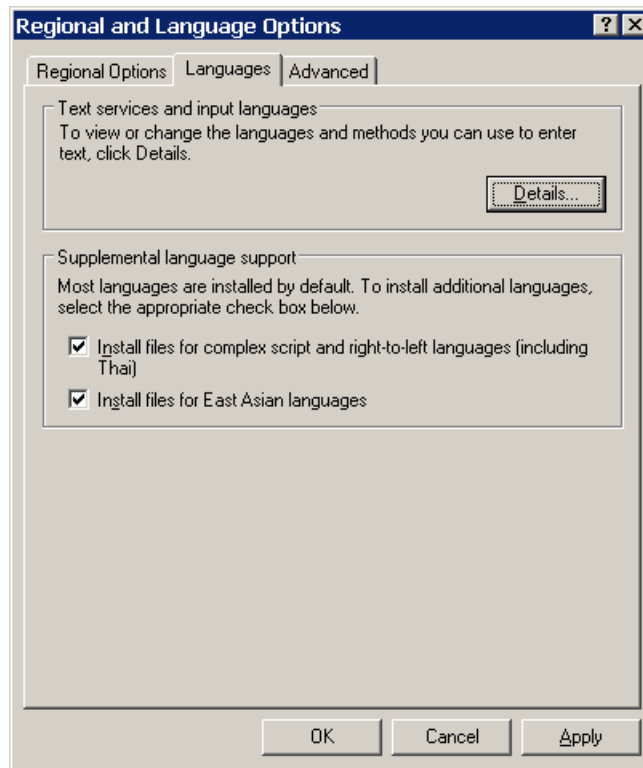 Regional and Language Options
Regional Options Languages Advanced
Text services and input languages
To view or change the languages and methods you can use to enter
text, click Details.
Details...
Supplemental language support
Most languages are installed by default. To install additional languages,
select the appropriate check box below.
Install files for complex script and right-to-left languages (including
Thai)
Install files for East Asian languages
OK Cancel Apply